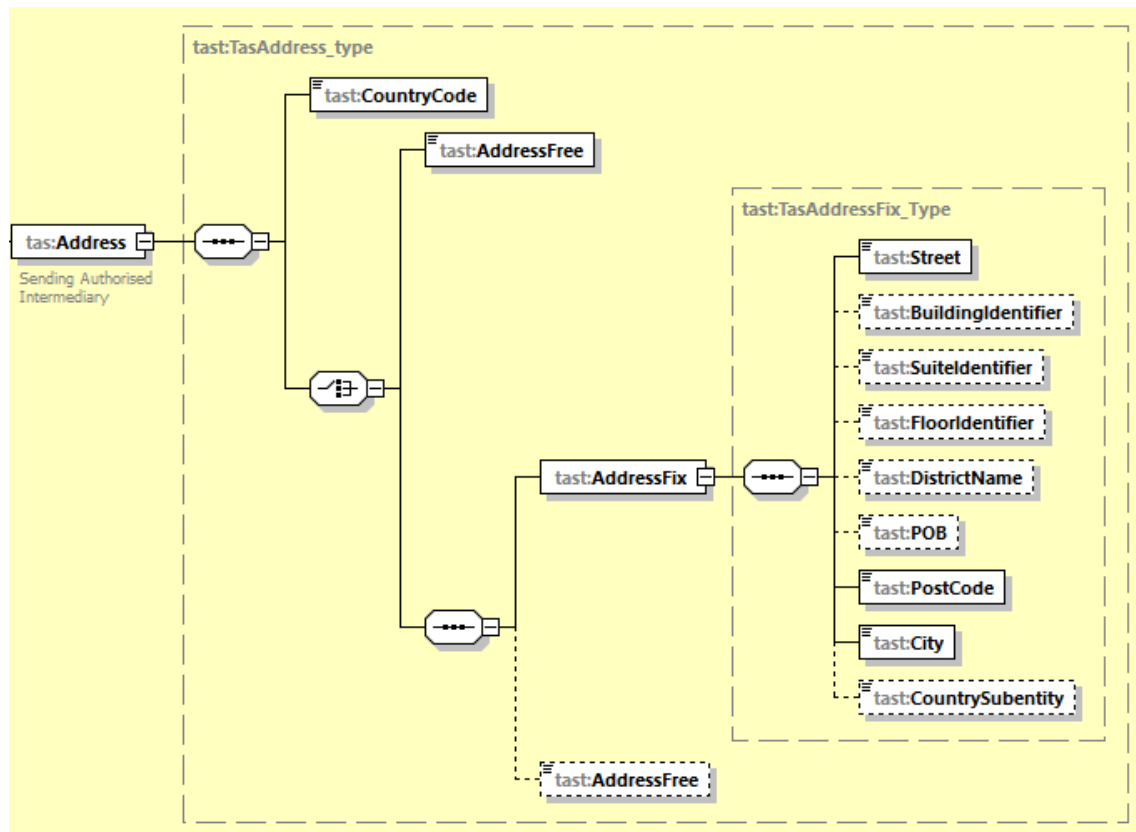 tast:TasAddress_type
tast:CountryCode
tast:AddressFree
tast:TasAddressFix_Type
tas:Address
Sending Authorised
Intermediary
tast:Street
tast:BuildingIdentifier
tast:SuiteIdentifier
tast:FloorIdentifier
tast:AddressFix
tast:DistrictName
tast:POB
tast:PostCode
tast:City
tast:CountrySubentity
tast:AddressFree